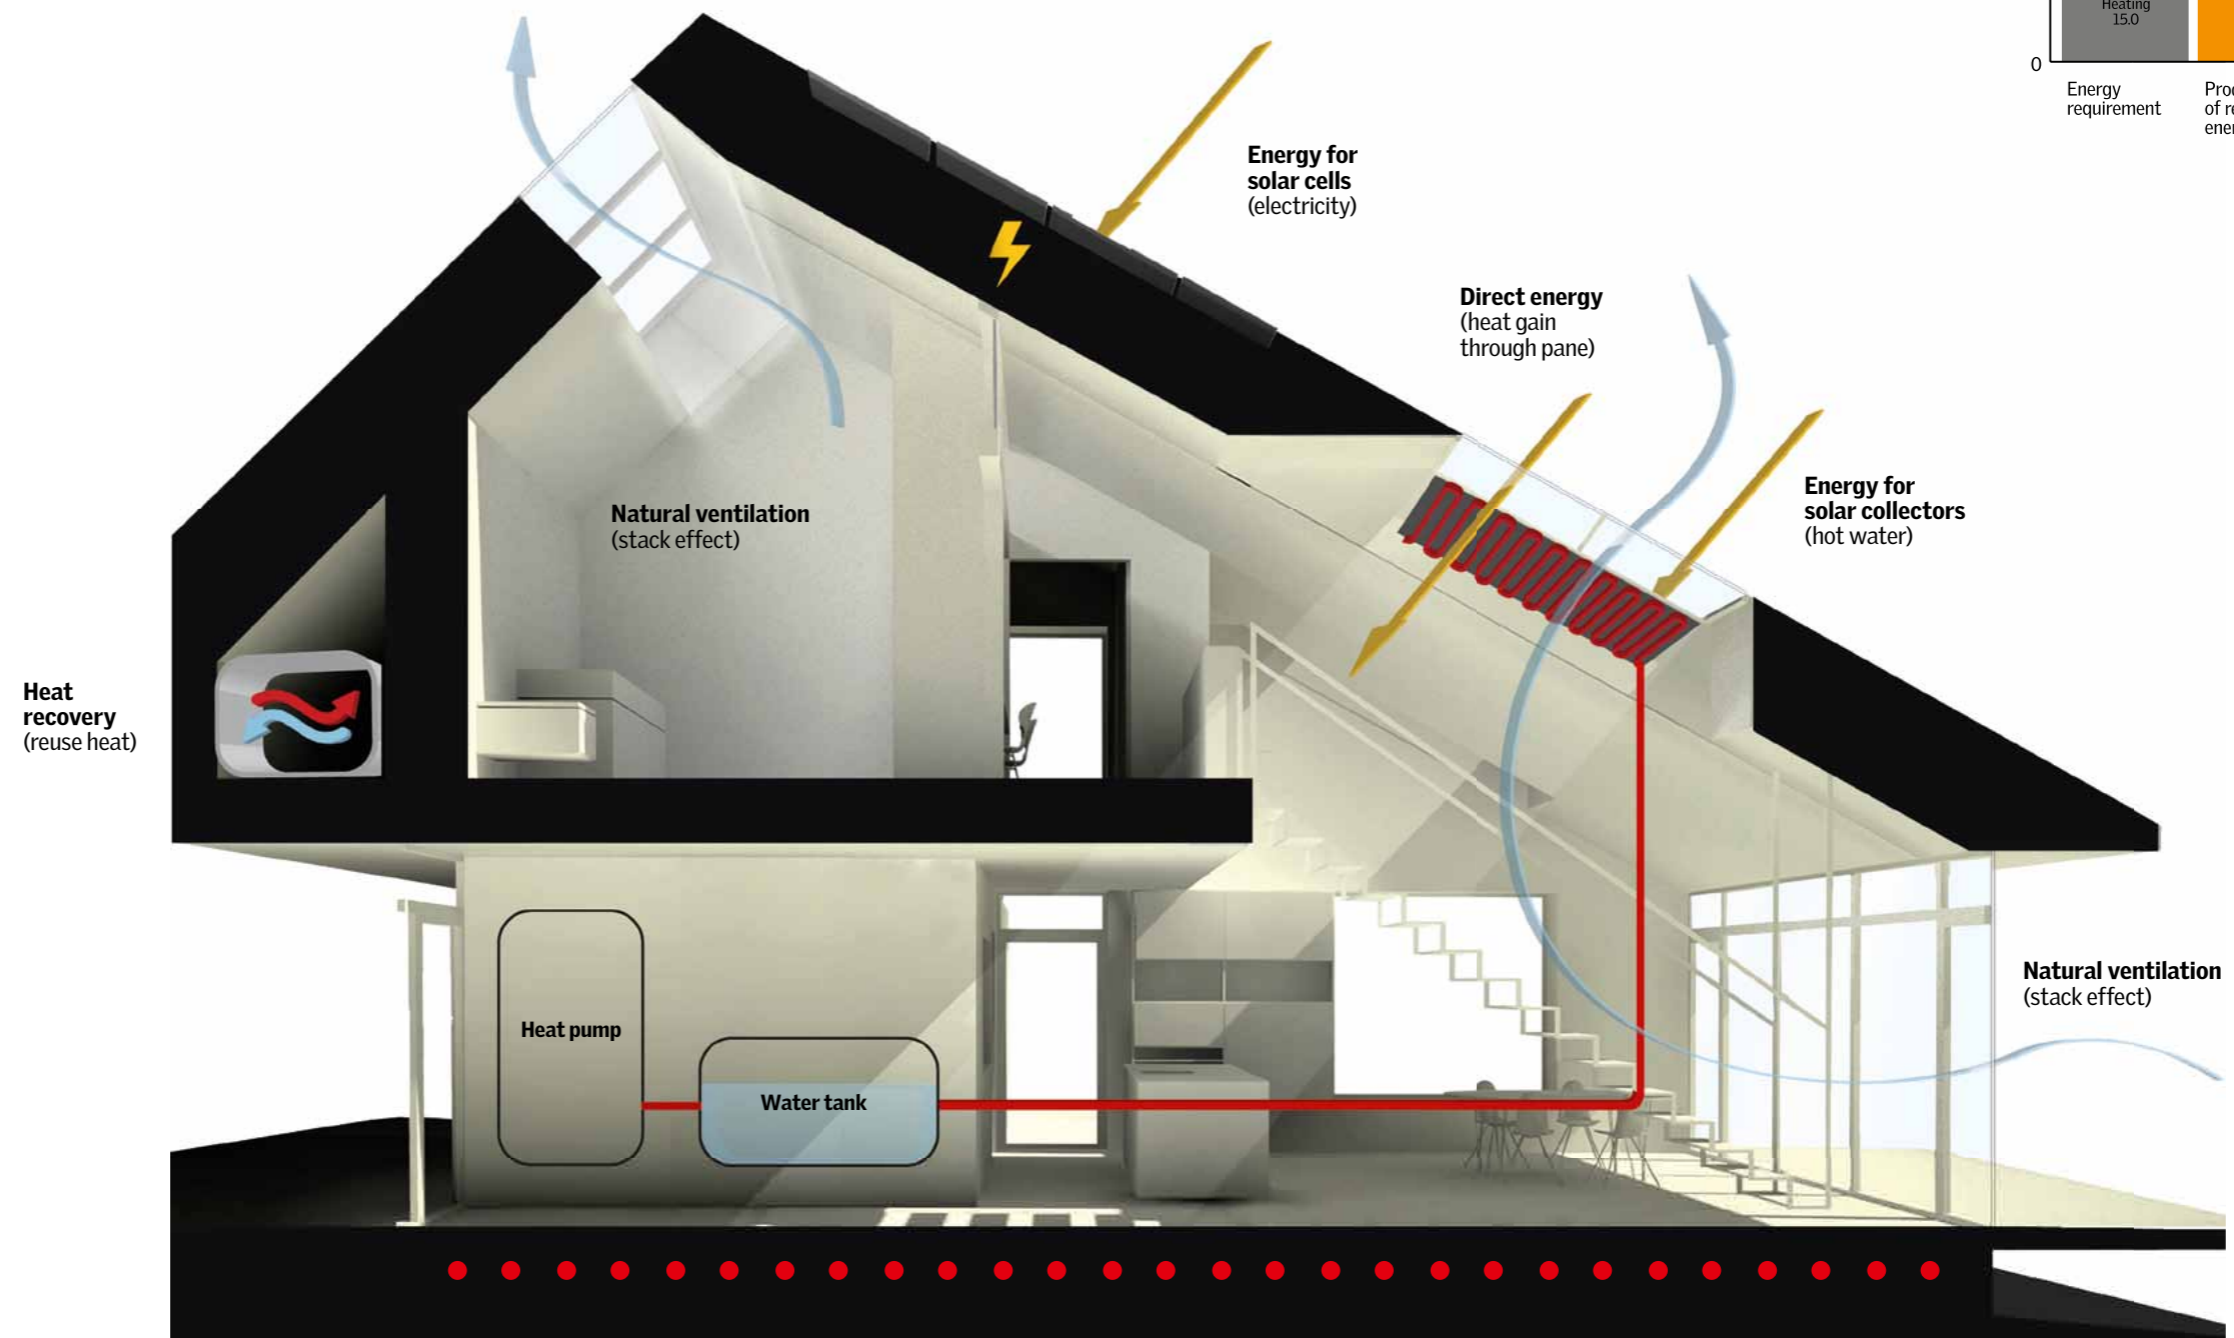 Heating
15.0
0
Energy
requirement
of
Energy for
solar cells
(electricity)
Direct energy
(heat gain
through pane)
Energy for
solar collectors
(hot water)
Natural ventilation
(stack effect)
Heat
recovery
(reuse heat)
Natural ventilation
(stack effect)
Heat pump
Water tank